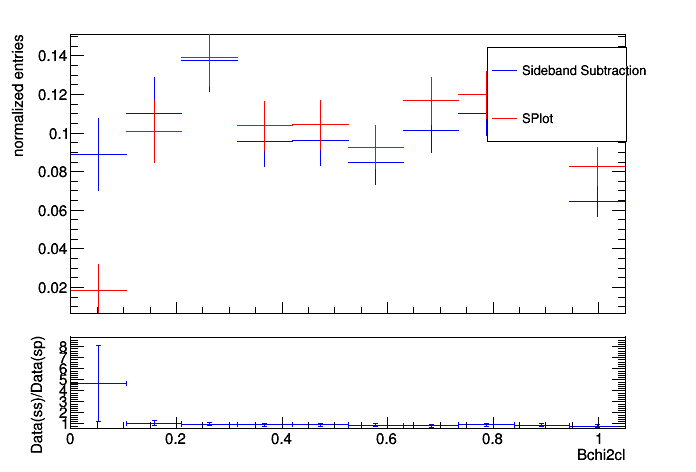 normalized entries
0.14
0.12
0.1
0.08
0.06
0.04
0.02
Sideband Subtraction
SPlot
Data(ss)/Data(sp)
8
7
6
5
4
3
2
1
0 0.2 0.4 0.6 0.8 1
Bchi2cl